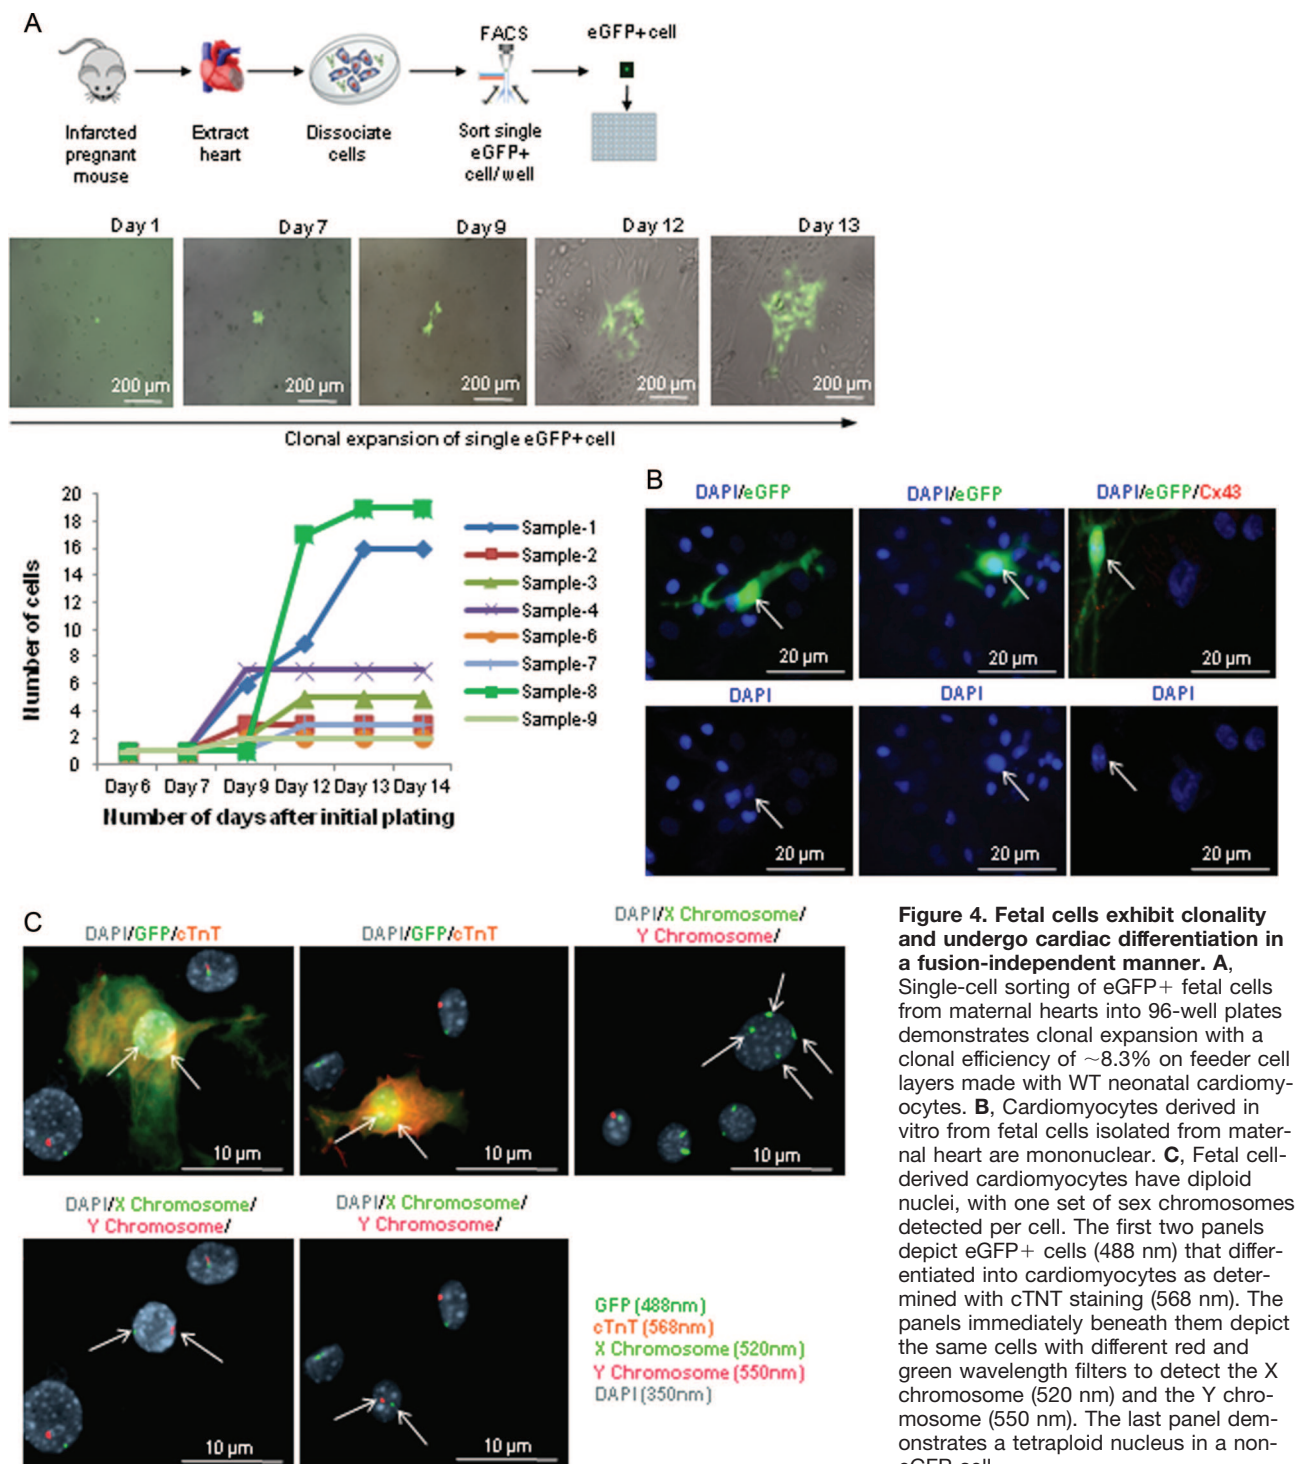 A
FACS
eGFP+cell
Infarcted
pregnant
mouse
Extract
heart
Dissociate
cells
Sort single
eGFP+
cell/well
Day 1
Day 7
Day 9
Day 12
Day 13
200 µm
200 µm
200 µm
200 µm
200 µm
Clonal expansion of single eGFP+cell
Number of cells
20
18
16
14
12
10
8
6
4
2
0
Day 6 Day 7 Day 9 Day 12 Day 13 Day 14
Number of days after initial plating
Sample-1
Sample-2
Sample-3
Sample-4
Sample-6
Sample-7
Sample-8
Sample-9
B
DAPI/eGFP
DAPI/eGFP
DAPI/eGFP/Cx43
20 µm
20 µm
20 µm
DAPI
DAPI
DAPI
20 µm
20 µm
20 µm
C
DAPI/GFP/cTnT
DAPI/GFP/cTnT
DAPI/X Chromosome/
Y Chromosome/
10 µm
10 µm
10 µm
DAPI/X Chromosome/
Y Chromosome/
DAPI/X Chromosome/
Y Chromosome/
10 µm
10 µm
GFP (488nm)
cTnT (568nm)
X Chromosome (520nm)
Y Chromosome (550nm)
DAPI (350nm)
Figure 4. Fetal cells exhibit clonality
and undergo cardiac differentiation in
a fusion-independent manner. A,
Single-cell sorting of eGFP+ fetal cells
from maternal hearts into 96-well plates
demonstrates clonal expansion with a
clonal efficiency of ~8.3% on feeder cell
layers made with WT neonatal cardiomy-
ocytes. B, Cardiomyocytes derived in
vitro from fetal cells isolated from mater-
nal heart are mononuclear. C, Fetal cell-
derived cardiomyocytes have diploid
nuclei, with one set of sex chromosomes
detected per cell. The first two panels
depict eGFP+ cells (488 nm) that differ-
entiated into cardiomyocytes as deter-
mined with cTNT staining (568 nm). The
panels immediately beneath them depict
the same cells with different red and
green wavelength filters to detect the X
chromosome (520 nm) and the Y chro-
mosome (550 nm). The last panel dem-
onstrates a tetraploid nucleus in a non-